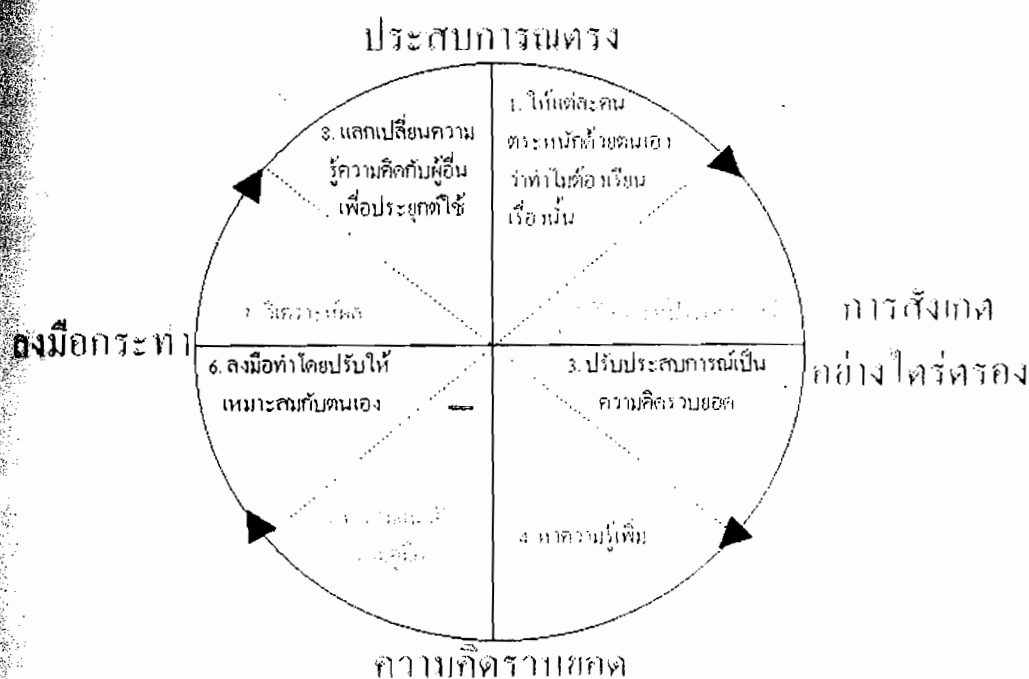 ประสบการณตรง
1. ให้แต่ละคน
ตระหนักด้วยตนเอง
ว่าทำไมต้องเรียน
เรื่องนั้น
8. แลกเปลี่ยนความ
รู้ความคิดกับผู้อื่น
เพื่อประยุกต์ใช้
7. วิเคราะห์ผล
การสังเกต
อย่างไตร่ตรอง
ลงมือกระทำ
6. ลงมือทำโดยปรับให้
เหมาะสมกับตนเอง
3. ปรับประสบการณ์เป็น
ความคิดรวบยอด
4. หาความรู้เพิ่ม
ความคิดรวบยอด